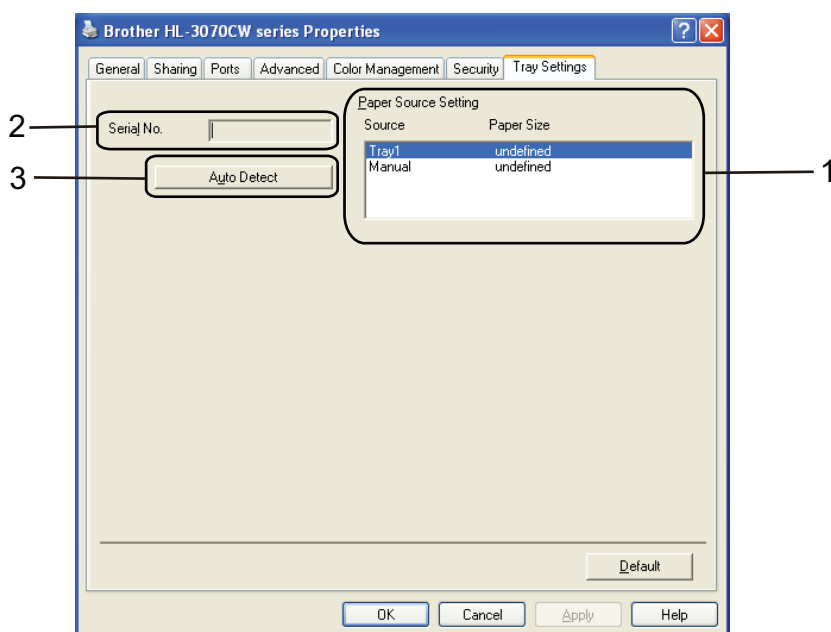 Brother HL-3070CW series Properties
General Sharing Ports Advanced Color Management Security Tray Settings
2
Serial No.
3
Auto Detect
Paper Source Setting
Source Paper Size
Tray1 undefined
Manual undefined
1
Default
OK Cancel Apply Help